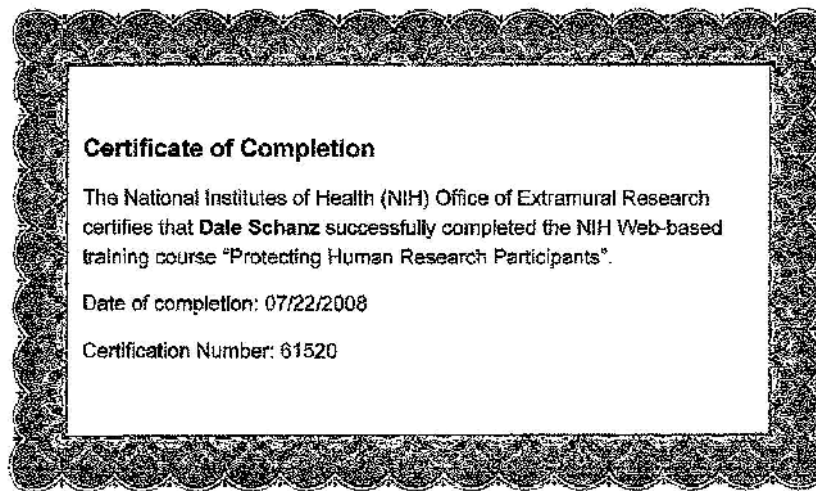 Certificate of Completion
The National Institutes of Health (NIH) Office of Extramural Research
certifies that Dale Schanz successfully completed the NIH Web-based
training course "Protecting Human Research Participants".
Date of completion: 07/22/2008
Certification Number: 61520